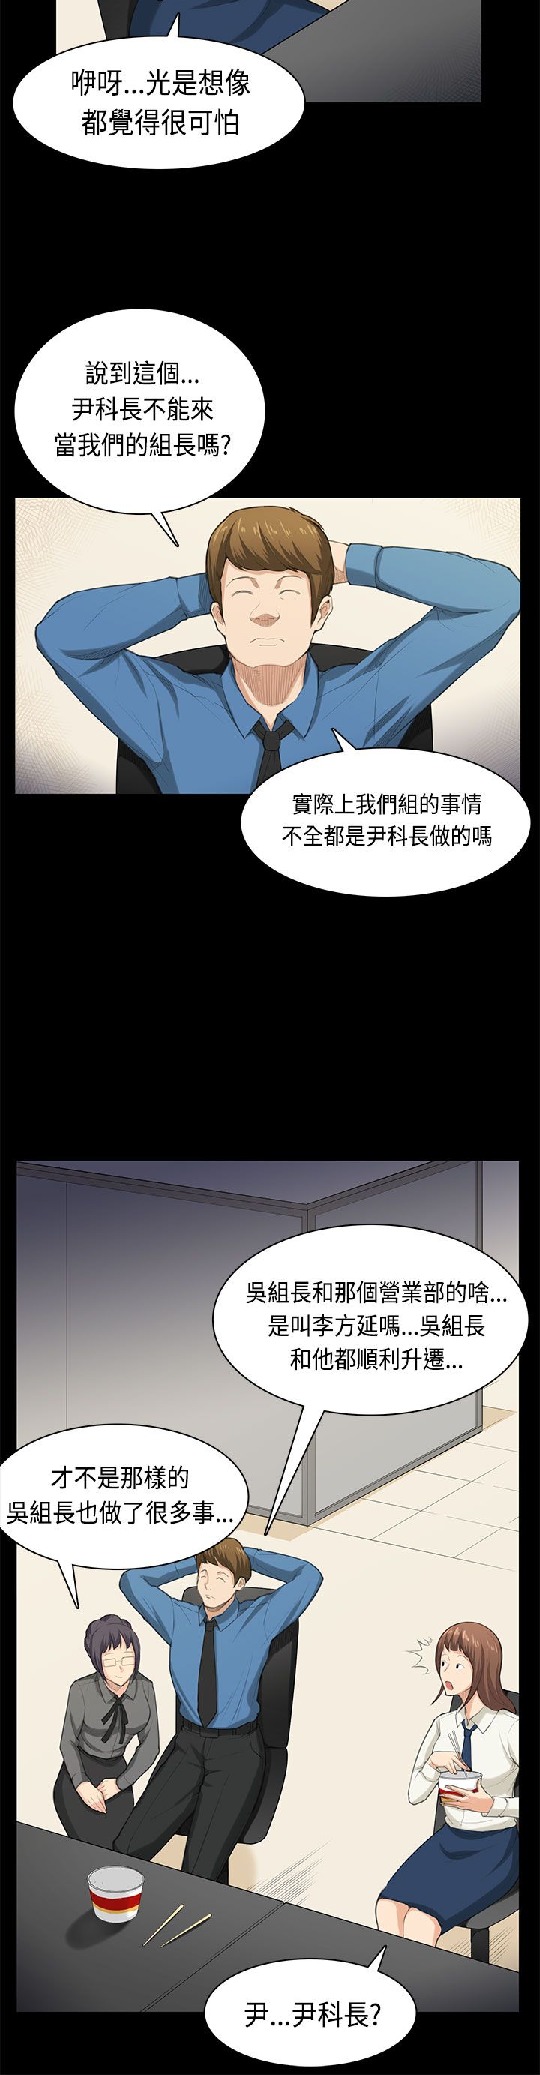 咿呀...光是想像
都覺得很可怕
說到這個...
尹科長不能來
當我們的組長嗎?
實際上我們組的事情
不全都是尹科長做的嗎
吳組長和那個營業部的啥...
是叫李方延嗎...吳組長
和他都順利升遷...
才不是那樣的
吳組長也做了很多事...
尹...尹科長?